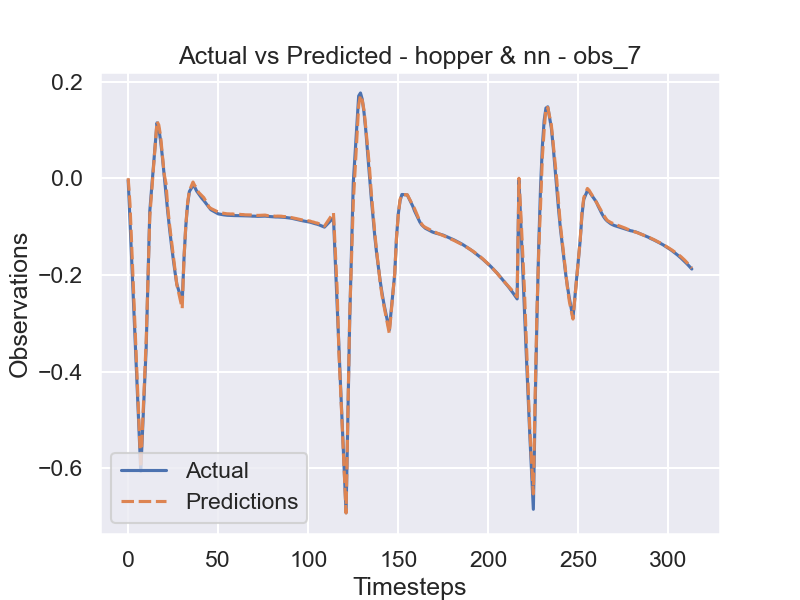 Actual vs Predicted - hopper & nn - obs_7
0.2
0.0
−0.2
−0.4
−0.6
Observations
Actual
Predictions
0 50 100 150 200 250 300
Timesteps